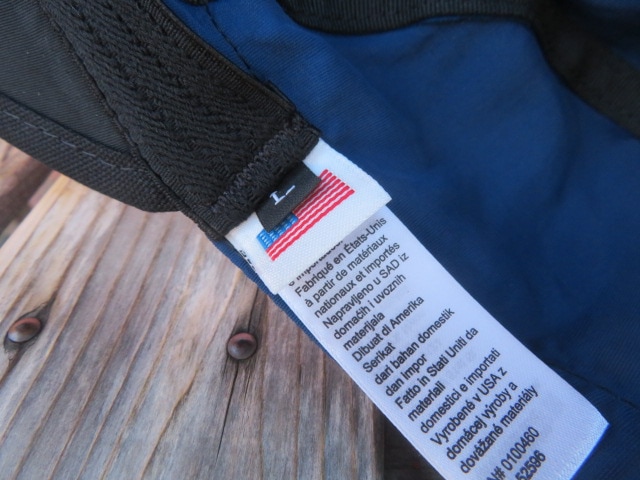 L
Fabriqué en États-Unis
à partir de matériaux
nationaux et importés
Napravljeno u SAD iz
domaćih i uvoznih
materijala
Dibuat di Amerika
Serikat
dari bahan domestik
dan impor
Fatto in Stati Uniti da
materiali
domestici e importati
Vyrobené v USA z
domácej výroby a
dovážané materiály
N# 0100460
52596